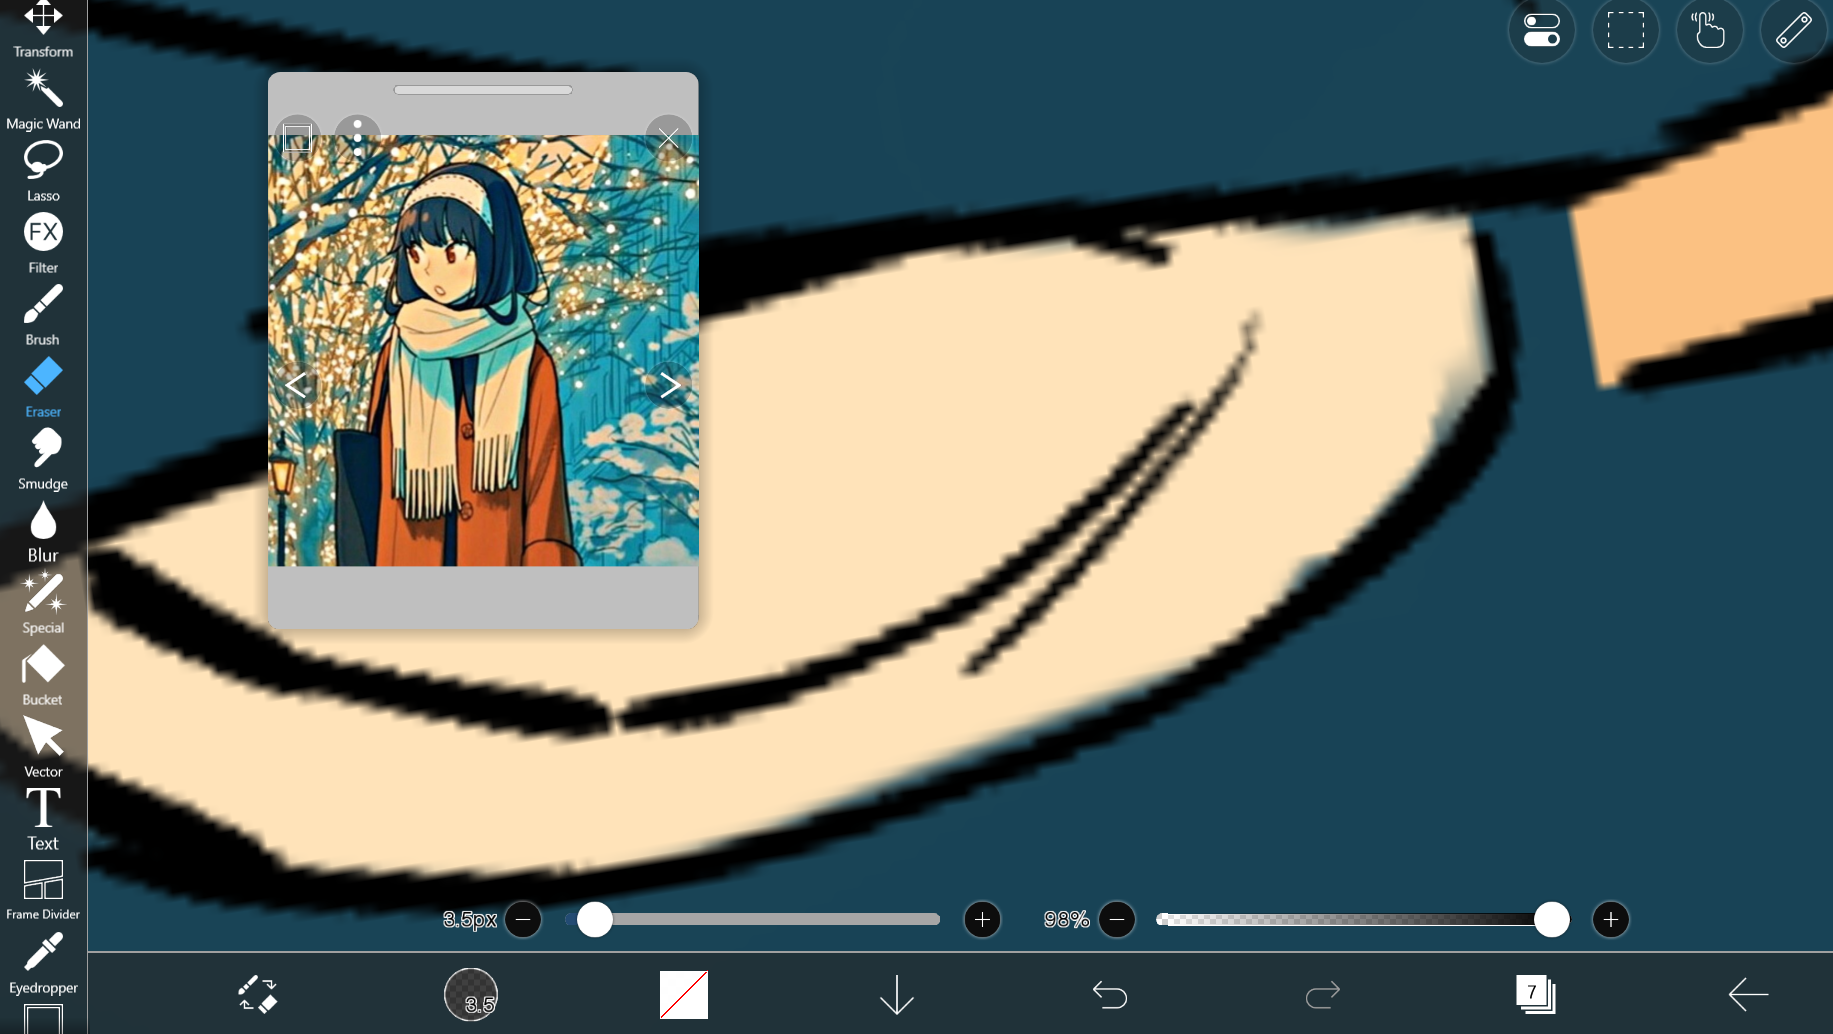 Transform
Magic Wand
Lasso
FX
Filter
Brush
Eraser
Smudge
Blur
Special
Bucket
Vector
T
Text
Frame Divider
Eyedropper
3.5px
98%
3.5
7